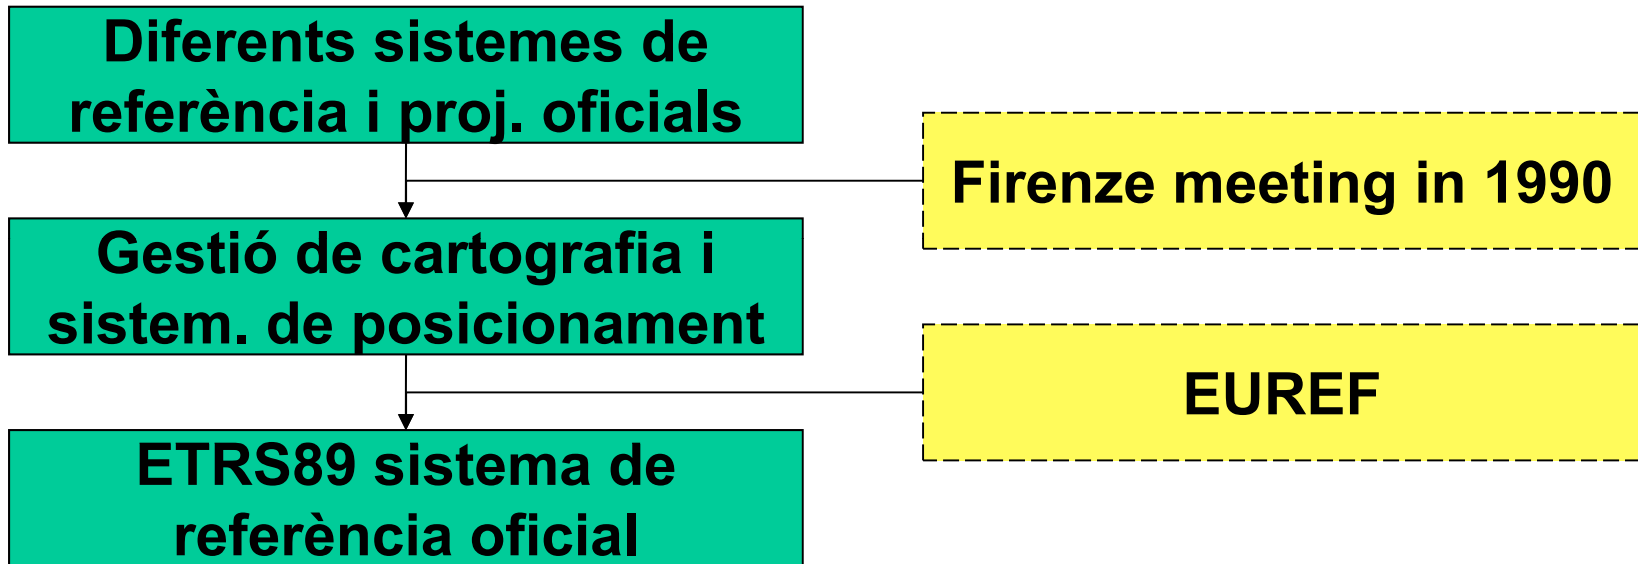 Diferents sistemes de
referència i proj. oficials
Firenze meeting in 1990
Gestió de cartografia i
sistem. de posicionament
EUREF
ETRS89 sistema de
referència oficial